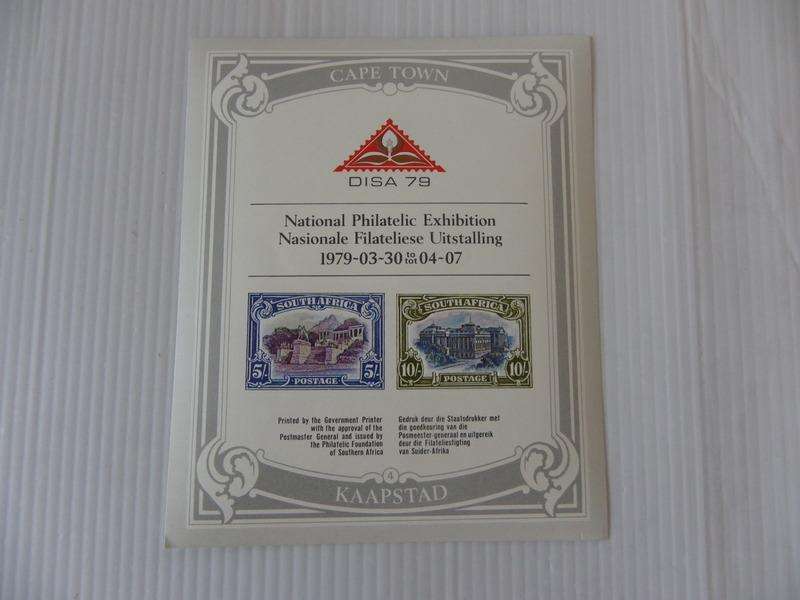 CAPE TOWN
DISA 79
National Philatelic Exhibition
Nasionale Filateliese Uitstalling
1979-03-30 to tot 04-07
SOUTH AFRICA
5/- 5/-
POSTAGE
SOUTH AFRICA
10/- 10/-
POSTAGE
Printed by the Government Printer
with the approval of the
Postmaster General and issued by
the Philatelic Foundation
of Southern Africa
Gedruk deur die Staatsdrukker met
die goedkeuring van die
Posmeester-generaal en uitgereik
deur die Filateliestigting
van Suider-Afrika
4
KAAPSTAD